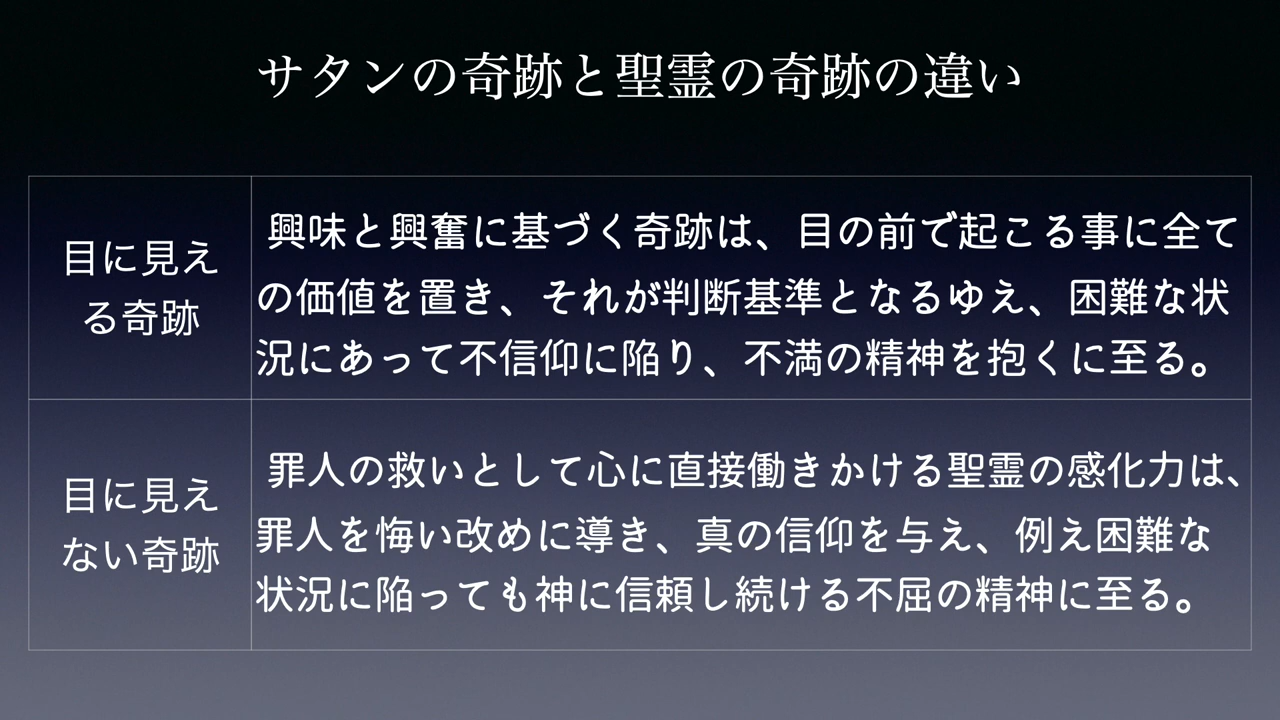 サタンの奇跡と聖霊の奇跡の違い
目に見え
る奇跡
興味と興奮に基づく奇跡は、目の前で起こる事に全て
の価値を置き、それが判断基準となるゆえ、困難な状
況にあって不信仰に陥り、不満の精神を抱くに至る。
目に見え
ない奇跡
罪人の救いとして心に直接働きかける聖霊の感化力は、
罪人を悔い改めに導き、真の信仰を与え、例え困難な
状況に陥っても神に信頼し続ける不屈の精神に至る。